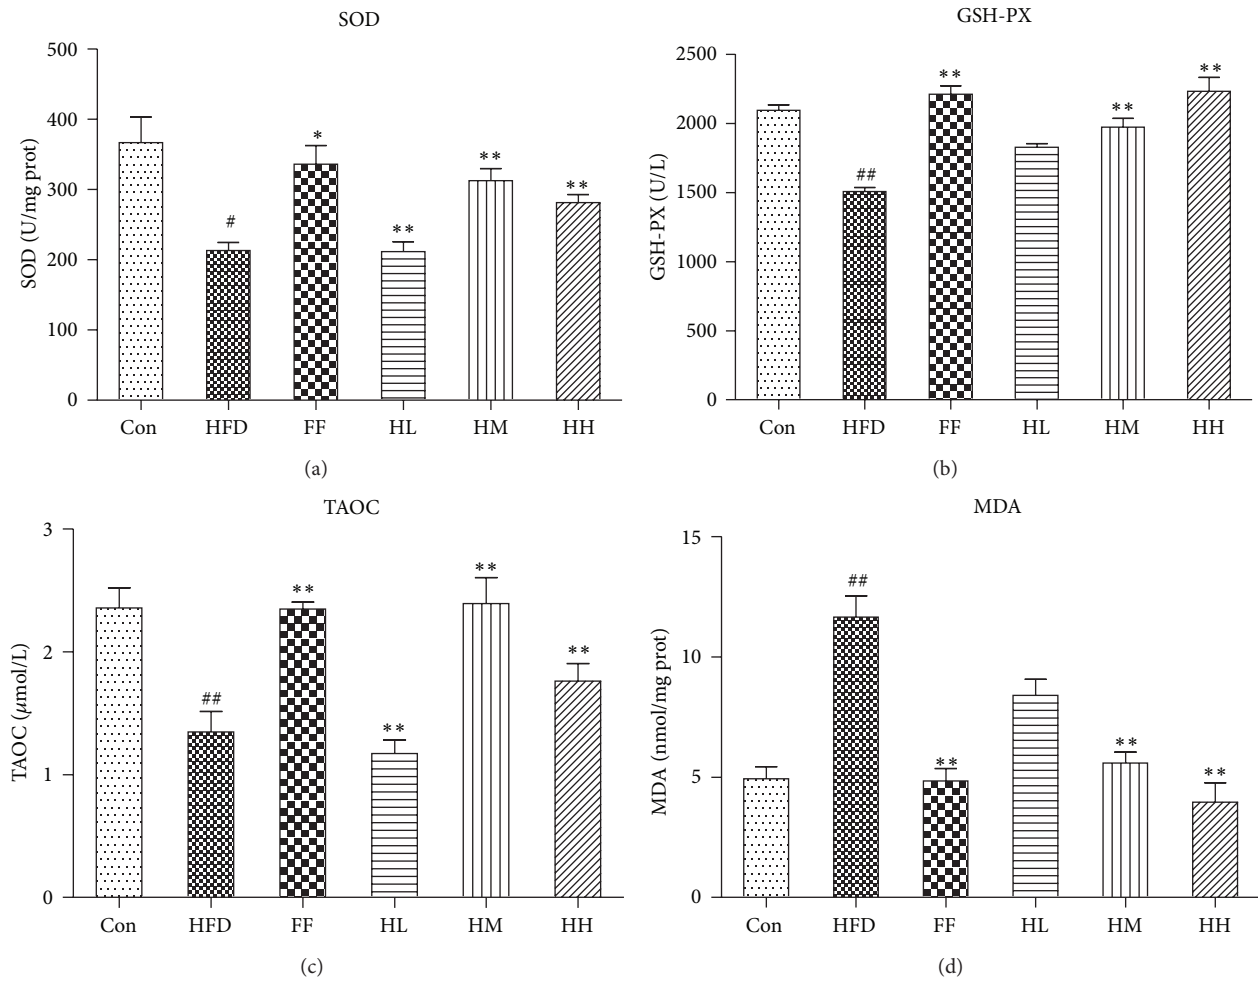 SOD
500
400
300
200
100
0
SOD (U/mg prot)
#
*
**
**
**
Con HFD FF HL HM HH
(a)
GSH-PX
2500
2000
1500
1000
500
0
GSH-PX (U/L)
##
**
**
**
Con HFD FF HL HM HH
(b)
TAOC
3
2
1
0
TAOC (μmol/L)
##
**
**
**
**
Con HFD FF HL HM HH
(c)
MDA
15
10
5
0
MDA (nmol/mg prot)
##
**
**
**
Con HFD FF HL HM HH
(d)